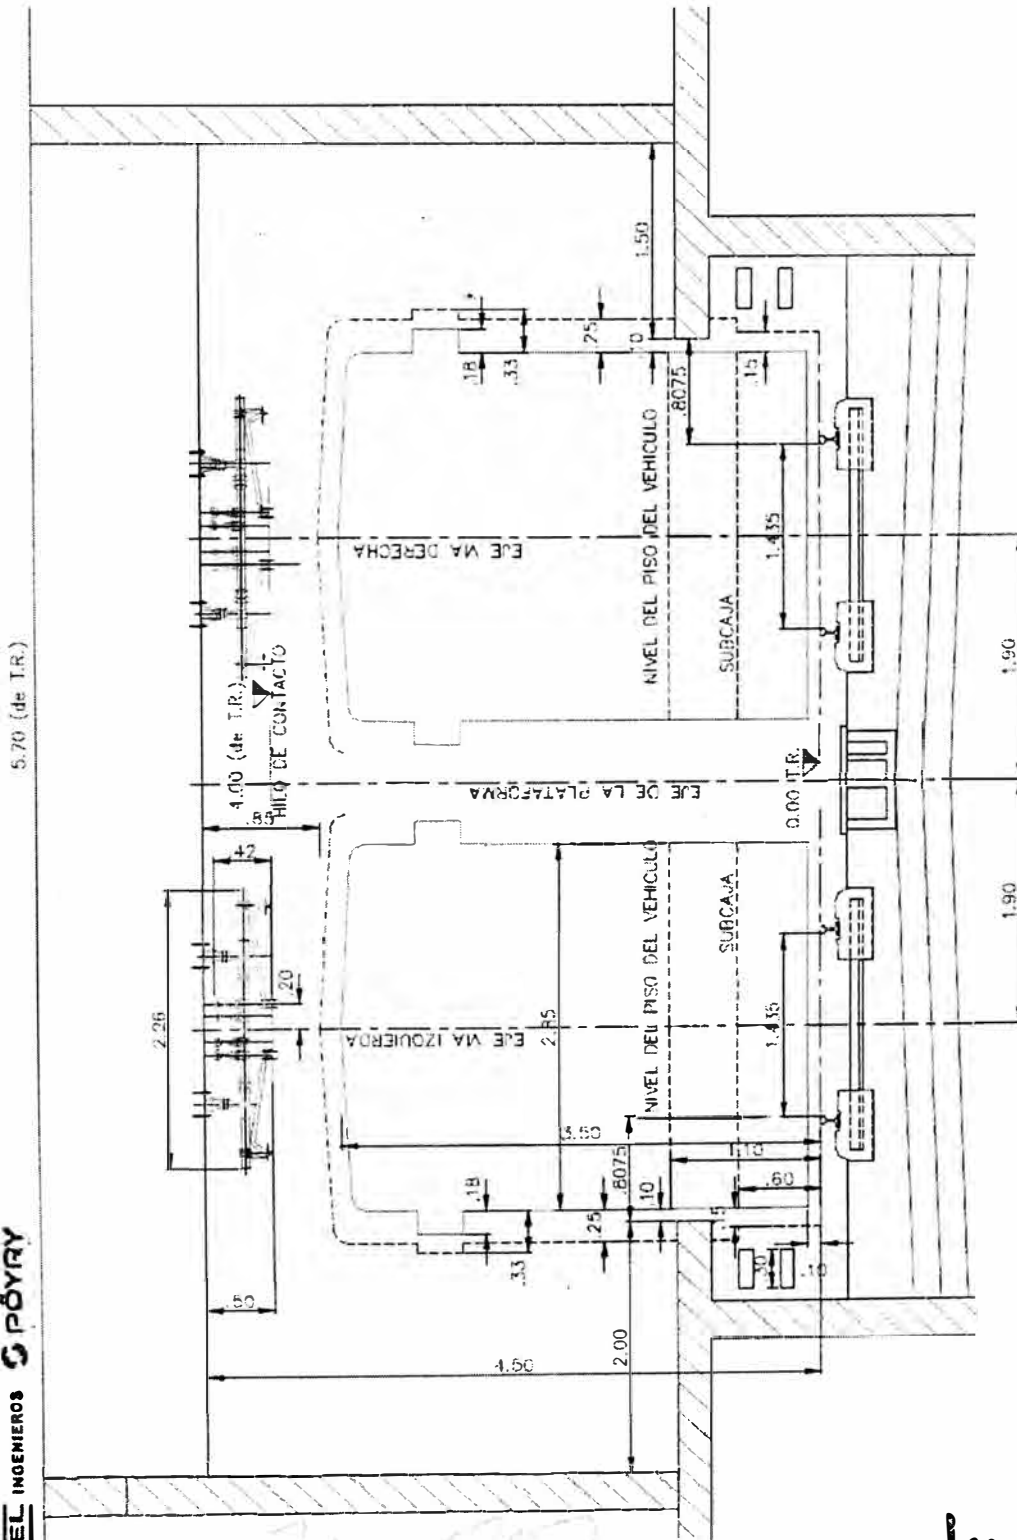 EL INGENIEROS PÖYRY
5.70 (de T.R.)
2.26
.42
.85
.20
.50
4.00 (de T.R.)
HILO DE CONTACTO
EJE VIA IZQUIERDA
EJE DE LA PLATAFORMA
EJE VIA DERECHA
.18
.33
.25
.10
.8075
2.85
NIVEL DEL PISO DEL VEHICULO
SUBCAJA
1.10
.60
.15
.30
.10
1.435
4.50
2.00
0.00 T.R.
.18
.33
.25
.10
1.50
.8075
NIVEL DEL PISO DEL VEHICULO
SUBCAJA
.15
1.435
1.90
1.90